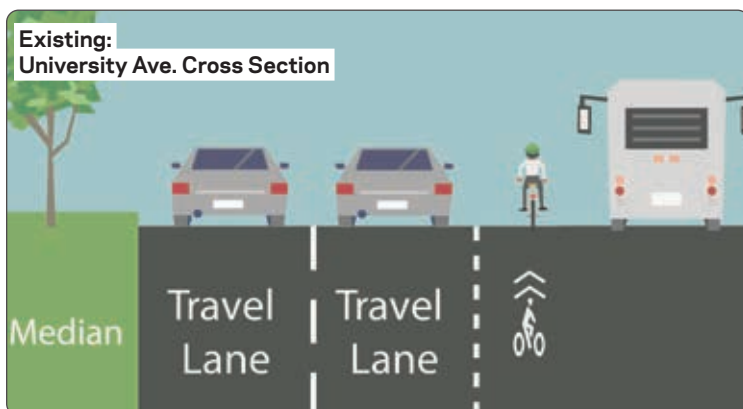 Existing:
University Ave. Cross Section
Median
Travel
Lane
Travel
Lane